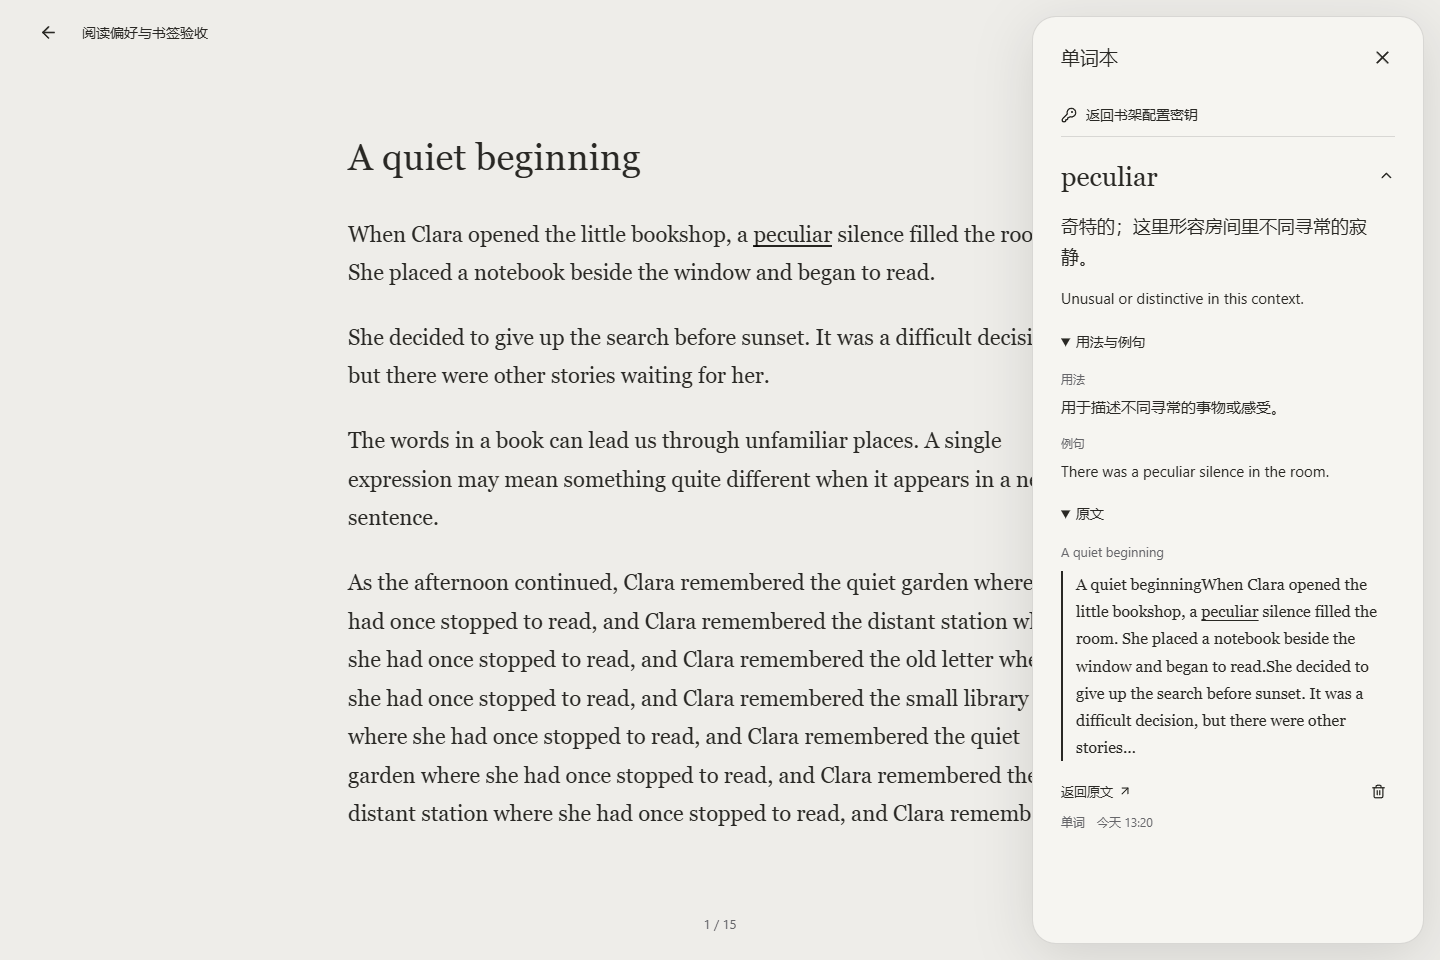 阅读偏好与书签验收
A quiet beginning
When Clara opened the little bookshop, a peculiar silence filled the
She placed a notebook beside the window and began to read.
She decided to give up the search before sunset. It was a difficult
but there were other stories waiting for her.
The words in a book can lead us through unfamiliar places. A single
expression may mean something quite different when it appears in a
sentence.
As the afternoon continued, Clara remembered the quiet garden where
had once stopped to read, and Clara remembered the distant station
she had once stopped to read, and Clara remembered the old letter
she had once stopped to read, and Clara remembered the small library
where she had once stopped to read, and Clara remembered the quiet
garden where she had once stopped to read, and Clara remembered the
distant station where she had once stopped to read, and Clara
1 / 15
单词本
返回书架配置密钥
peculiar
奇特的；这里形容房间里不同寻常的寂
静。
Unusual or distinctive in this context.
用法与例句
用法
用于描述不同寻常的事物或感受。
例句
There was a peculiar silence in the room.
原文
A quiet beginning
A quiet beginningWhen Clara opened the
little bookshop, a peculiar silence filled the
room. She placed a notebook beside the
window and began to read.She decided to
give up the search before sunset. It was a
difficult decision, but there were other
stories...
返回原文
单词 今天 13:20